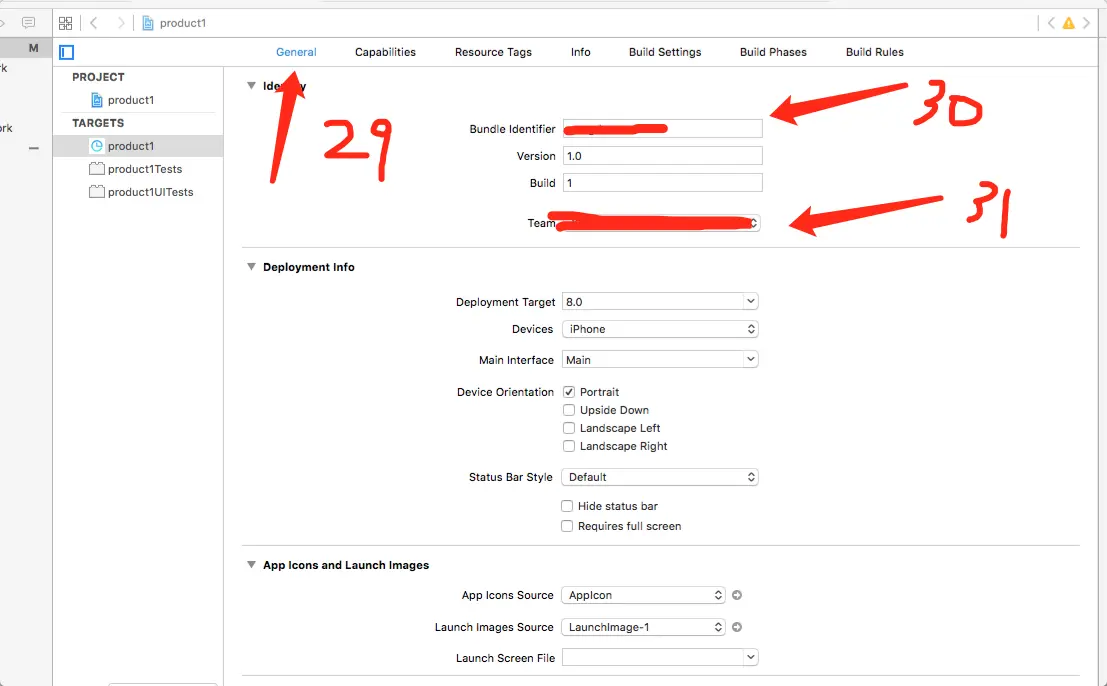 product1
M
General Capabilities Resource Tags Info Build Settings Build Phases Build Rules
rk
PROJECT
product1
TARGETS
ork
product1
product1Tests
product1UITests
29
30
31
Bundle Identifier
Version 1.0
Build 1
Team
Deployment Info
Deployment Target 8.0
Devices iPhone
Main Interface Main
Device Orientation Portrait
Upside Down
Landscape Left
Landscape Right
Status Bar Style Default
Hide status bar
Requires full screen
App Icons and Launch Images
App Icons Source AppIcon
Launch Images Source LaunchImage-1
Launch Screen File